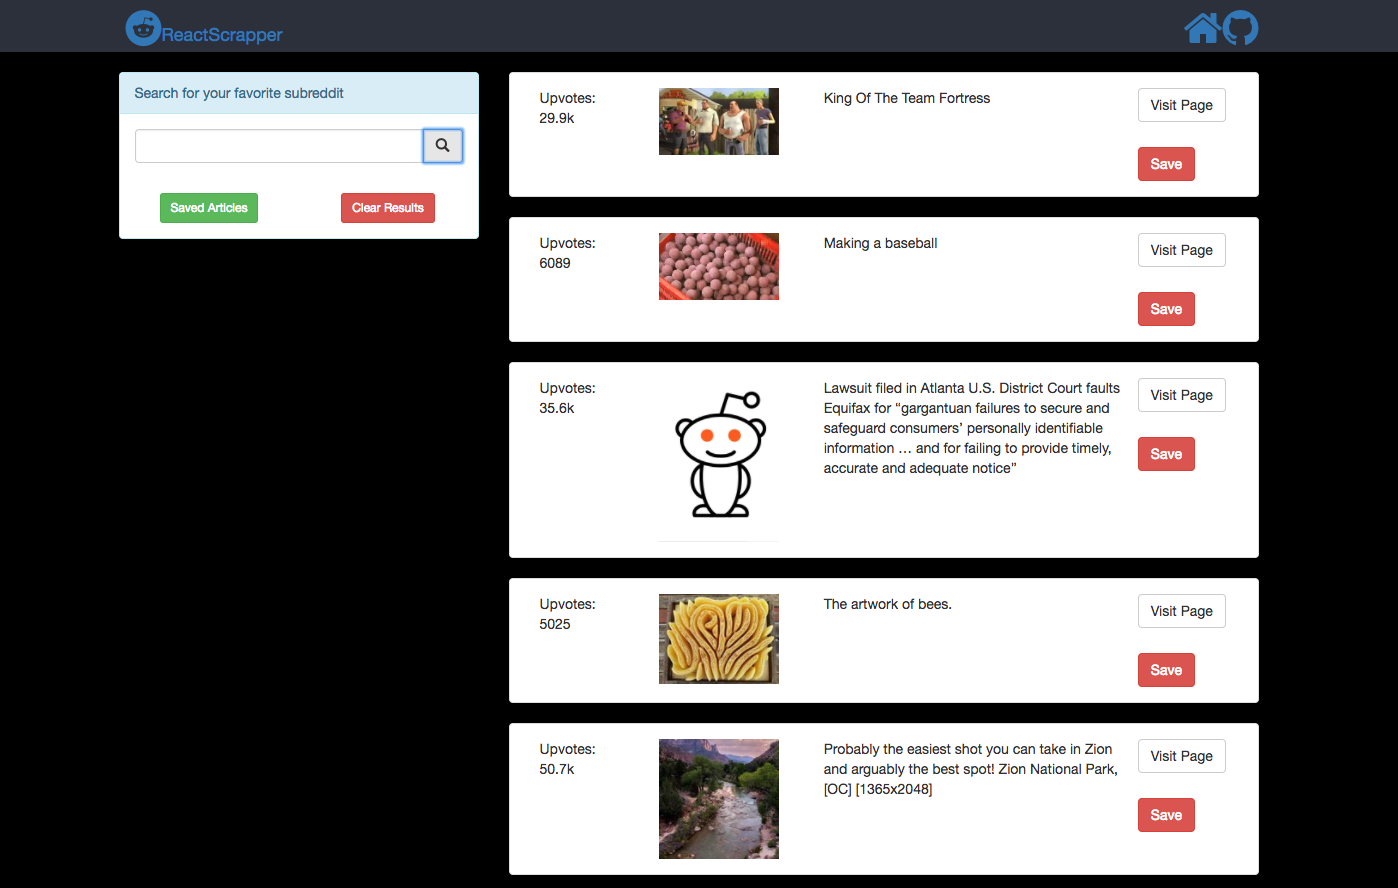 ReactScrapper
Search for your favorite subreddit
Saved Articles
Clear Results
Upvotes:
29.9k
King Of The Team Fortress
Visit Page
Save
Upvotes:
6089
Making a baseball
Visit Page
Save
Upvotes:
35.6k
Lawsuit filed in Atlanta U.S. District Court faults
Equifax for “gargantuan failures to secure and
safeguard consumers’ personally identifiable
information … and for failing to provide timely,
accurate and adequate notice”
Visit Page
Save
Upvotes:
5025
The artwork of bees.
Visit Page
Save
Upvotes:
50.7k
Probably the easiest shot you can take in Zion
and arguably the best spot! Zion National Park,
[OC] [1365x2048]
Visit Page
Save